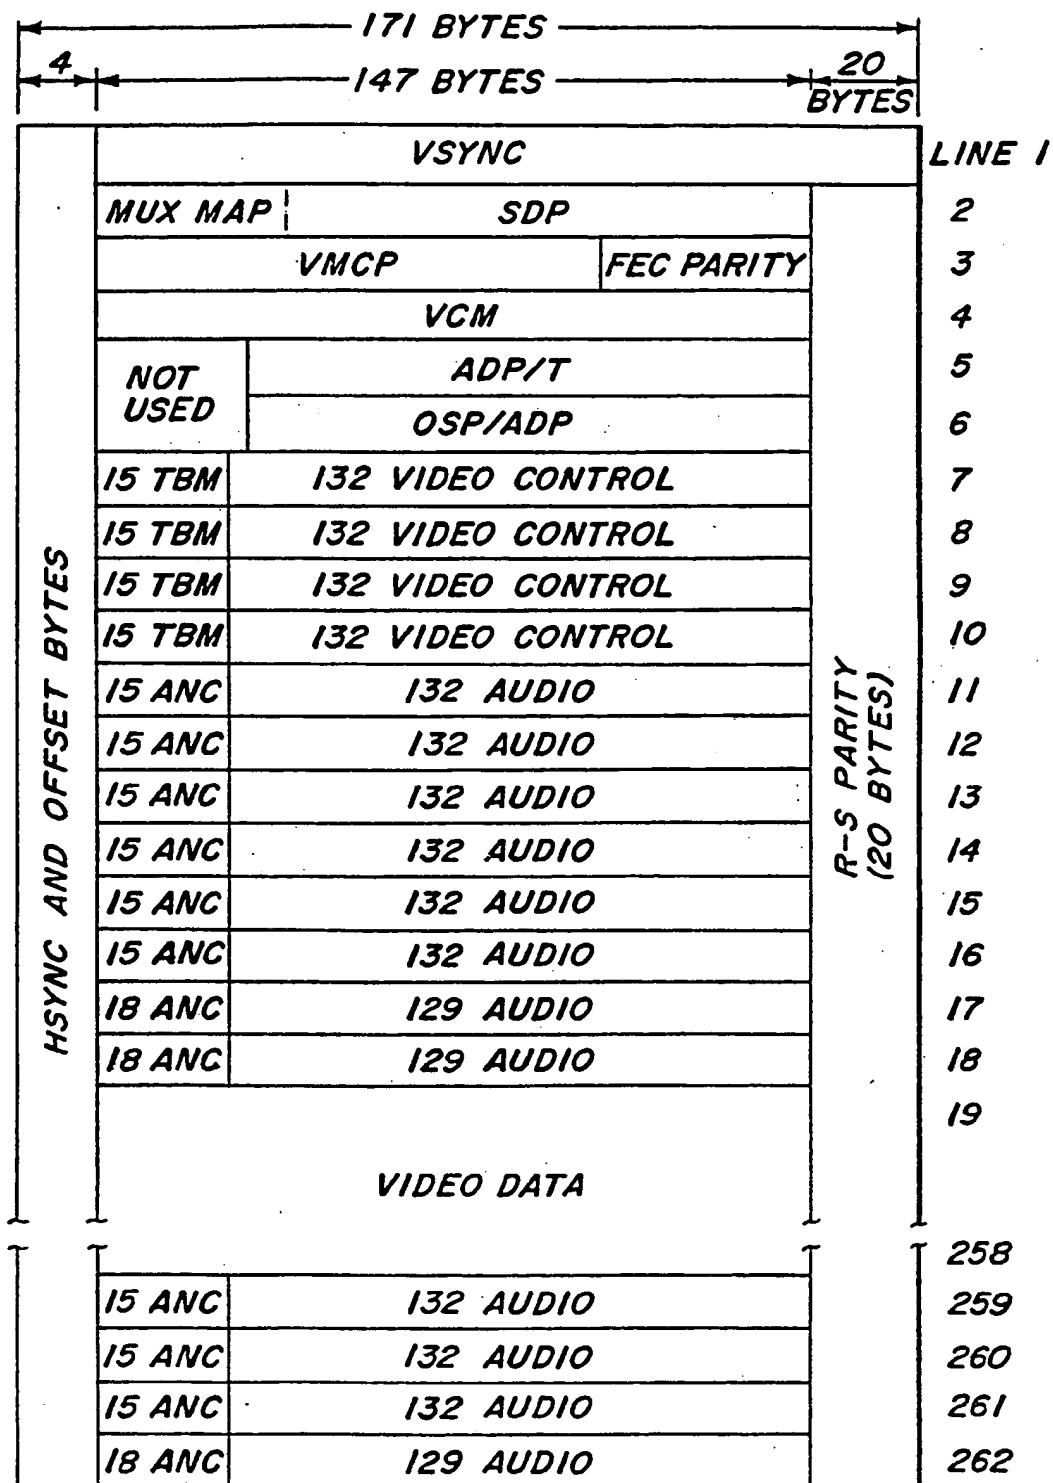 171 BYTES
4
147 BYTES
20
BYTES
VSYNC LINE 1
MUX MAP SDP 2
VMCP FEC PARITY 3
VCM 4
NOT
USED
ADP/T 5
OSP/ADP 6
15 TBM 132 VIDEO CONTROL 7
15 TBM 132 VIDEO CONTROL 8
15 TBM 132 VIDEO CONTROL 9
15 TBM 132 VIDEO CONTROL 10
15 ANC 132 AUDIO 11
15 ANC 132 AUDIO 12
15 ANC 132 AUDIO 13
15 ANC 132 AUDIO 14
15 ANC 132 AUDIO 15
15 ANC 132 AUDIO 16
18 ANC 129 AUDIO 17
18 ANC 129 AUDIO 18
19
VIDEO DATA
258
15 ANC 132 AUDIO 259
15 ANC 132 AUDIO 260
15 ANC 132 AUDIO 261
18 ANC 129 AUDIO 262
HSYNC AND OFFSET BYTES
R-S PARITY
(20 BYTES)